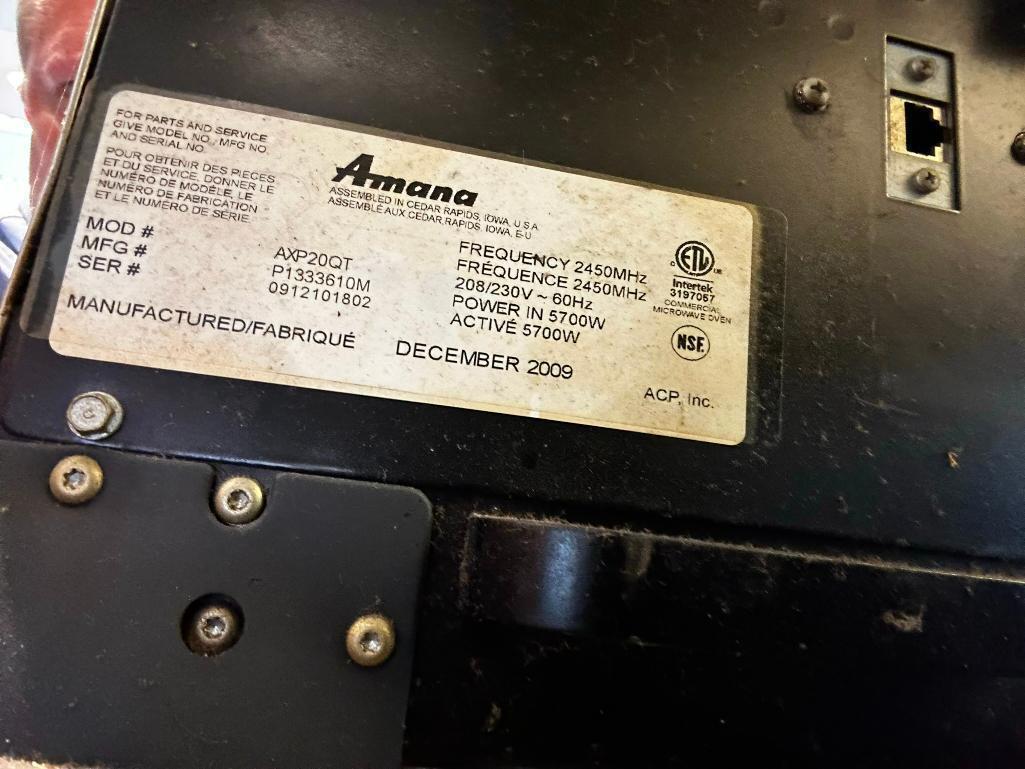 FOR PARTS AND SERVICE
GIVE MODEL NO., MFG NO.
AND SERIAL NO.
POUR OBTENIR DES PIECES
ET DU SERVICE, DONNER LE
NUMÉRO DE MODÈLE, LE
NUMÉRO DE FABRICATION
ET LE NUMÉRO DE SÉRIE.
Amana
ASSEMBLED IN CEDAR RAPIDS, IOWA, U.S.A.
ASSEMBLÉ AUX CEDAR RAPIDS, IOWA, E-U
MOD # AXP20QT
MFG # P1333610M
SER # 0912101802
FREQUENCY 2450MHz
FRÉQUENCE 2450MHz
208/230V ~ 60Hz
POWER IN 5700W
ACTIVÉ 5700W
MANUFACTURED/FABRIQUÉ DECEMBER 2009
C ETL US
Intertek
3197057
COMMERCIAL
MICROWAVE OVEN
NSF
ACP, Inc.